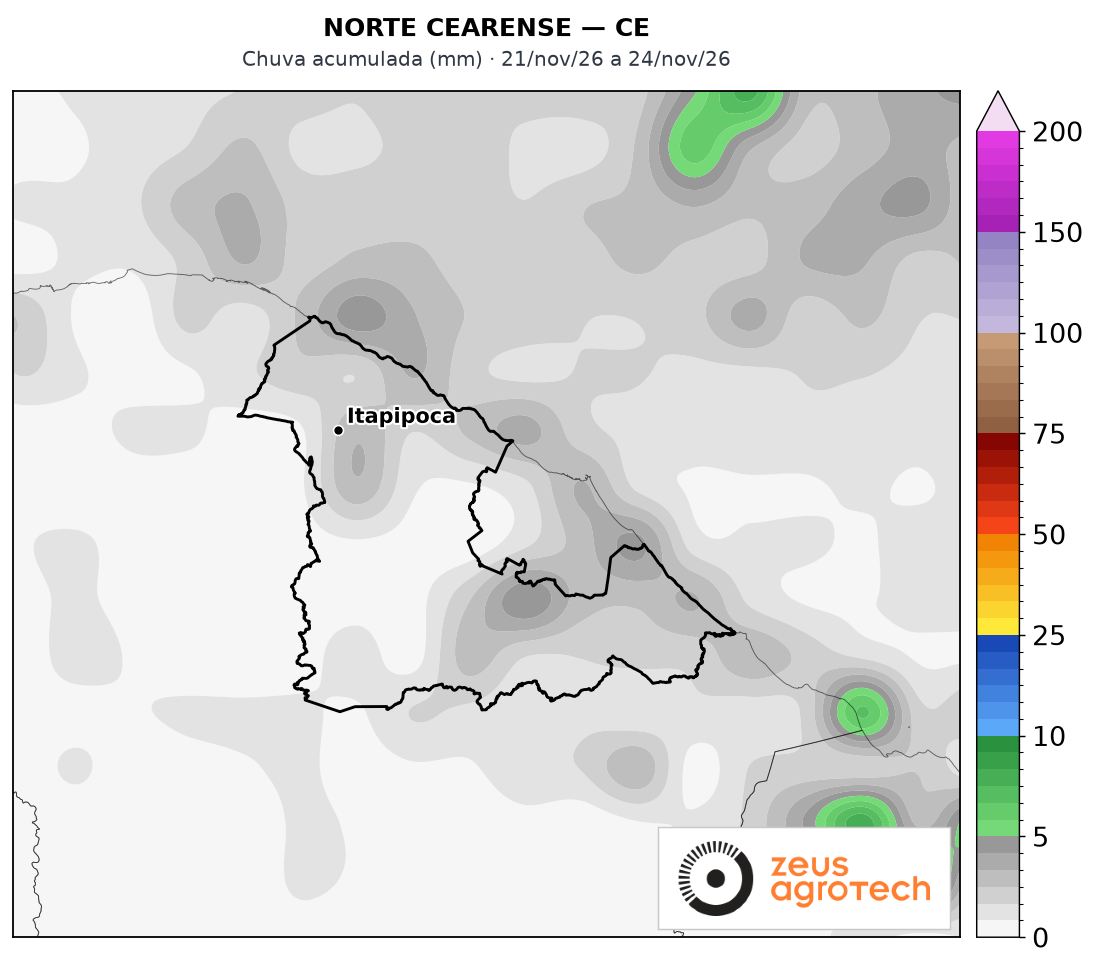 NORTE CEARENSE — CE
Chuva acumulada (mm) · 21/nov/26 a 24/nov/26
200
150
100
75
50
25
10
5
0
Itapipoca
zeus
agrotech